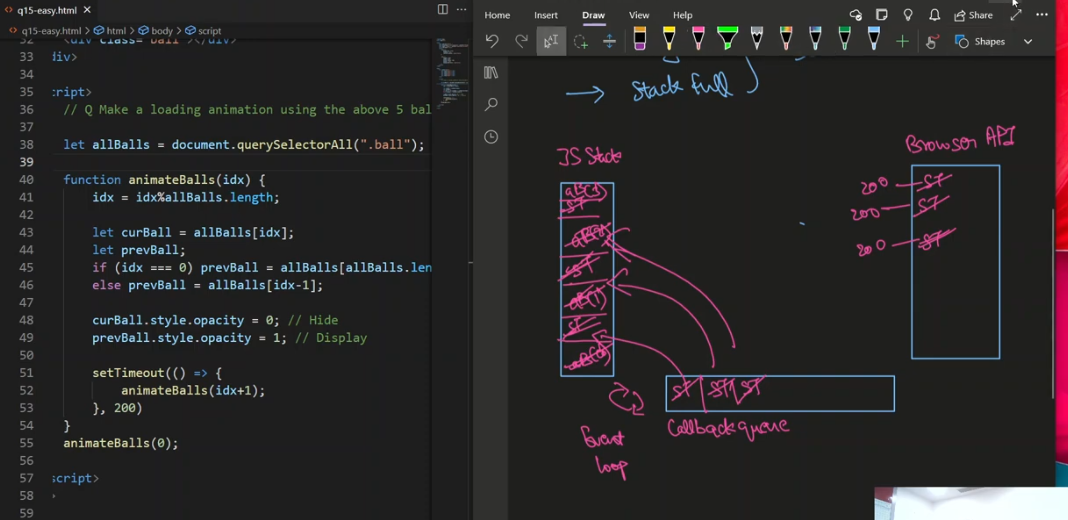 q15-easy.html
q15-easy.html > html > body > script
32 <div class="ball"></div>
33 div>
34
35 cript>
36 // Q Make a loading animation using the above 5 bal
37
38 let allBalls = document.querySelectorAll(".ball");
39
40 function animateBalls(idx) {
41 idx = idx%allBalls.length;
42
43 let curBall = allBalls[idx];
44 let prevBall;
45 if (idx === 0) prevBall = allBalls[allBalls.len
46 else prevBall = allBalls[idx-1];
47
48 curBall.style.opacity = 0; // Hide
49 prevBall.style.opacity = 1; // Display
50
51 setTimeout(() => {
52 animateBalls(idx+1);
53 }, 200)
54 }
55 animateBalls(0);
56
57 script>
58
59
Home Insert Draw View Help Share
Shapes
→ Stack full
JS Stack
aB(3)
ST
aB(2)
ST
aB(1)
ST
aB(0)
Browser API
200 ST
200 ST
200 ST
ST ST ST
Callback queue
Event
loop